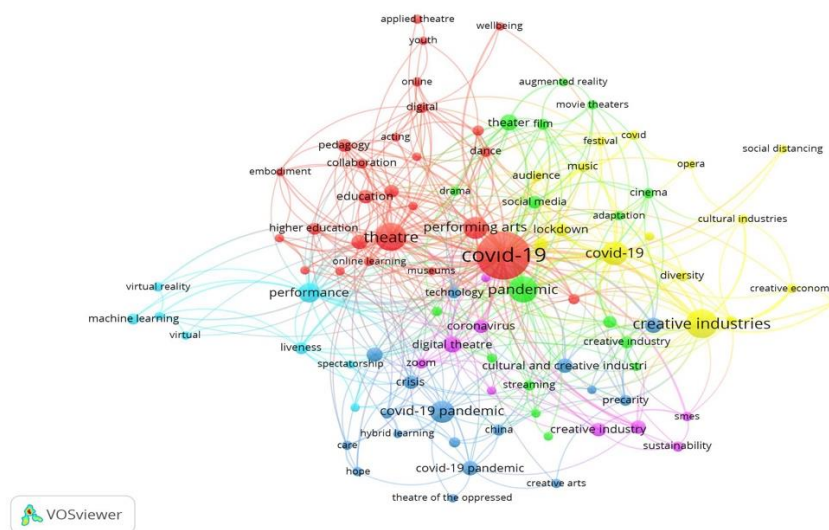 applied theatre
wellbeing
youth
online
augmented reality
digital
movie theaters
theater
film
acting
festival
covid
pedagogy
dance
music
social distancing
collaboration
opera
embodiment
audience
drama
cinema
education
social media
adaptation
higher education
performing arts
lockdown
cultural industries
theatre
covid-19
covid-19
online learning
museums
diversity
virtual reality
performance
technology
pandemic
creative econom
machine learning
coronavirus
creative industries
virtual
liveness
digital theatre
creative industry
spectatorship
zoom
cultural and creative industri
crisis
streaming
precarity
covid-19 pandemic
smes
hybrid learning
china
creative industry
care
sustainability
hope
covid-19 pandemic
creative arts
theatre of the oppressed
VOSviewer